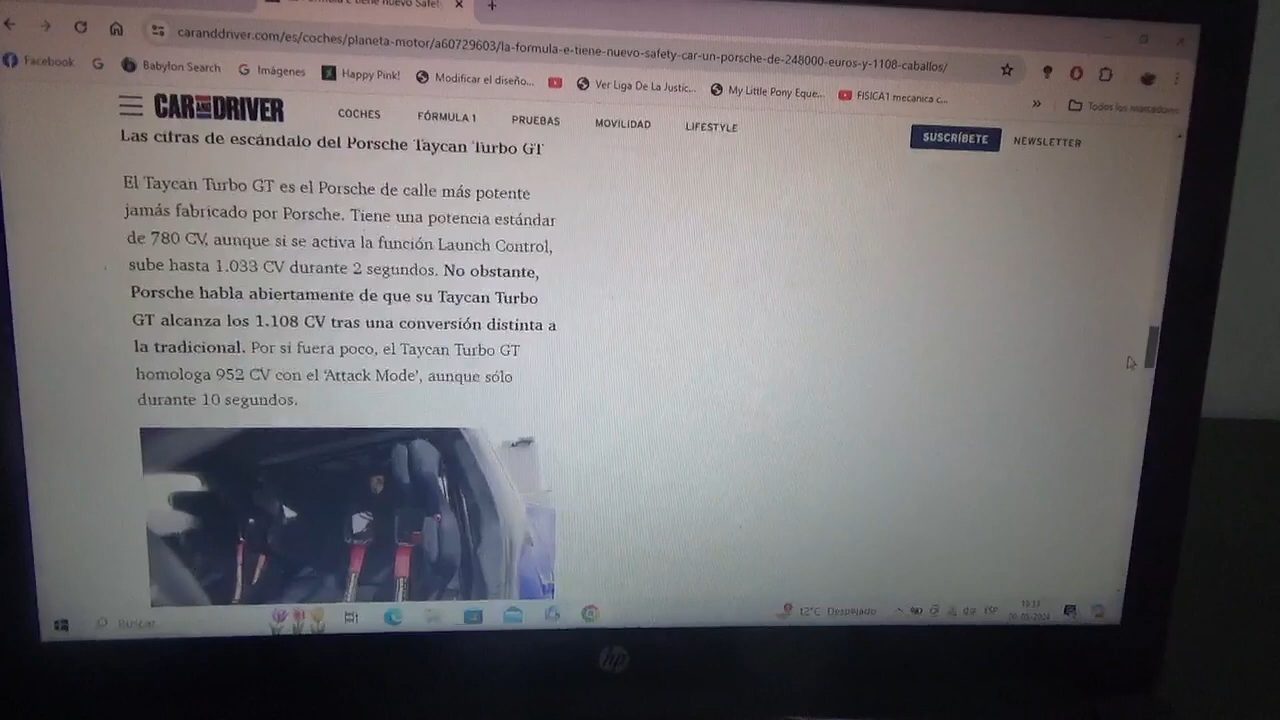 caranddriver.com/es/coches/planeta-motor/a60729603/la-formula-e-tiene-nuevo-safety-car-un-porsche-de-248000-euros-y-1108-caballos/
Facebook Babylon Search Imágenes Happy Pink! Modificar el diseño... Ver Liga De La Justic... My Little Pony Eque... FISICA1 mecanica c... » Todos los marcadores
CAR AND DRIVER COCHES FÓRMULA 1 PRUEBAS MOVILIDAD LIFESTYLE SUSCRÍBETE NEWSLETTER
Las cifras de escándalo del Porsche Taycan Turbo GT
El Taycan Turbo GT es el Porsche de calle más potente
jamás fabricado por Porsche. Tiene una potencia estándar
de 780 CV, aunque si se activa la función Launch Control,
sube hasta 1.033 CV durante 2 segundos. No obstante,
Porsche habla abiertamente de que su Taycan Turbo
GT alcanza los 1.108 CV tras una conversión distinta a
la tradicional. Por si fuera poco, el Taycan Turbo GT
homologa 952 CV con el 'Attack Mode', aunque sólo
durante 10 segundos.
Buscar 12°C Despejado ESP
hp